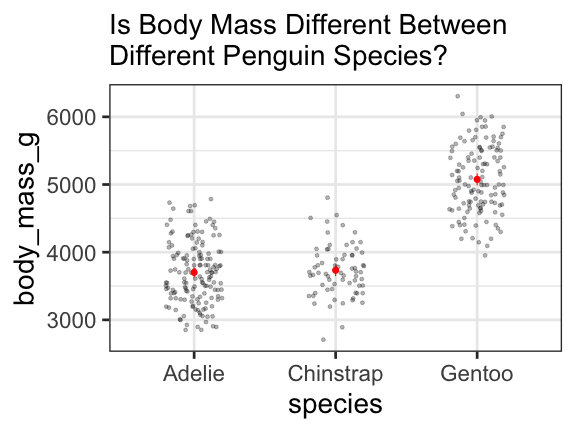 Is Body Mass Different Between
Different Penguin Species?
body_mass_g
6000
5000
4000
3000
Adelie Chinstrap Gentoo
species